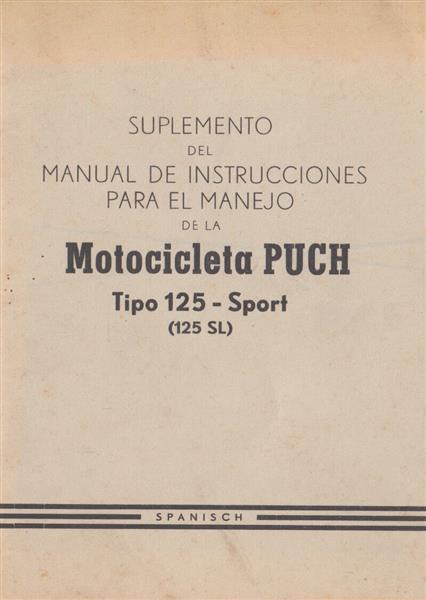 SUPLEMENTO
DEL
MANUAL DE INSTRUCCIONES
PARA EL MANEJO
DE LA
Motocicleta PUCH
Tipo 125 - Sport
(125 SL)
SPANISCH